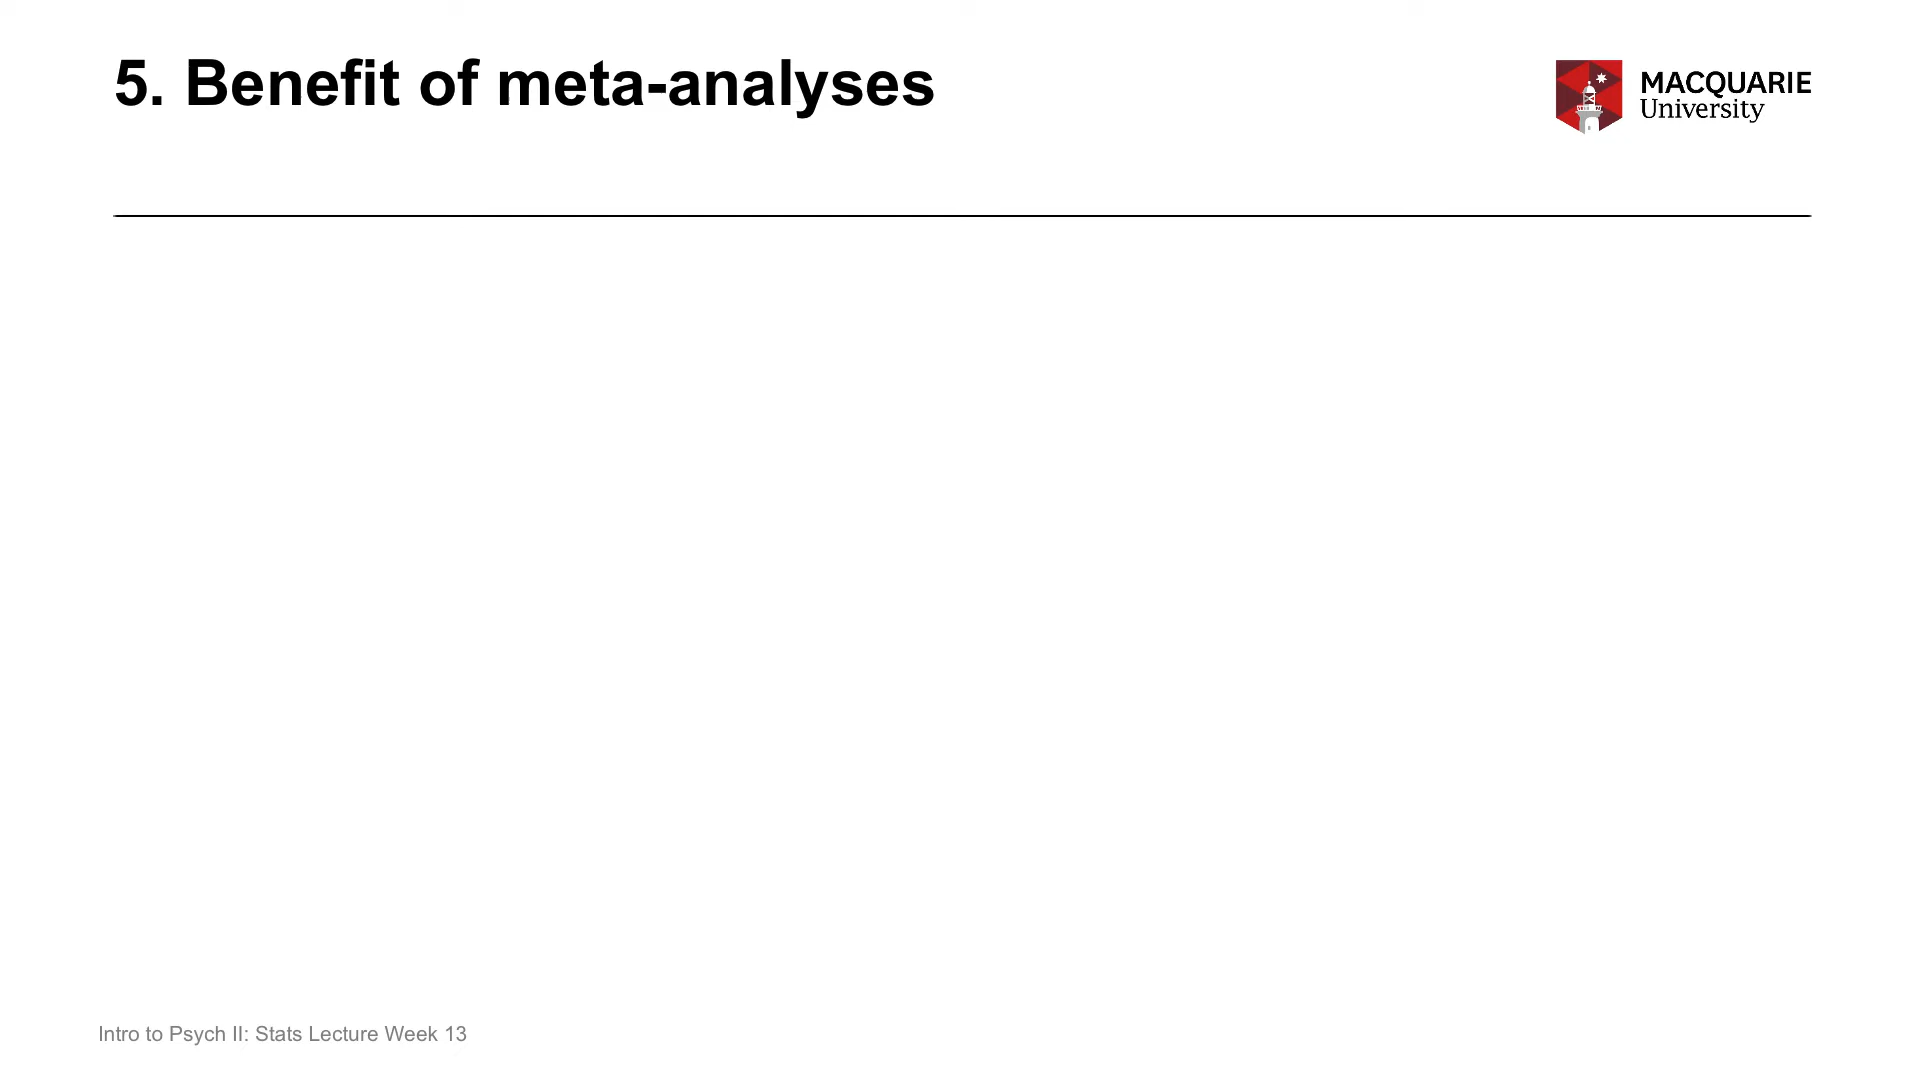 5. Benefit of meta-analyses
MACQUARIE
University
Intro to Psych II: Stats Lecture Week 13